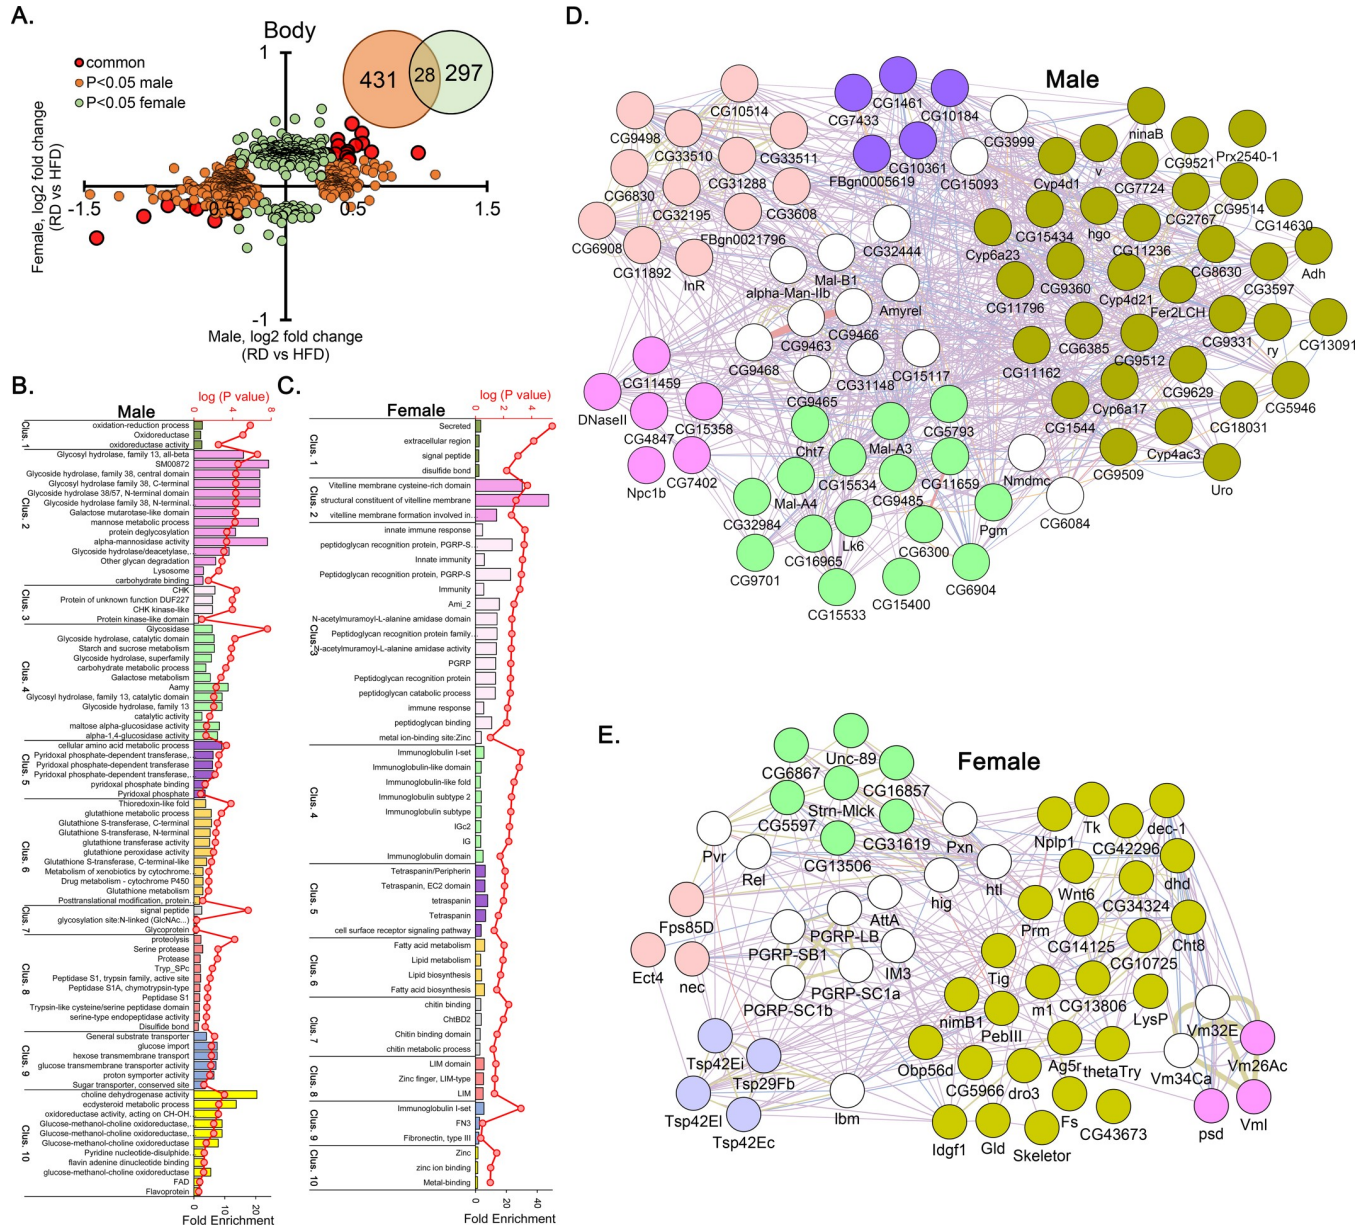 A.
Body
common
P<0.05 male
P<0.05 female
431
28
297
1
-1.5
-0.5
0.5
1.5
-1
Female, log2 fold change
(RD vs HFD)
Male, log2 fold change
(RD vs HFD)
B.
Male
log (P value)
0
4
8
Clus. 1
oxidation-reduction process
Oxidoreductase
oxidoreductase activity
Clus. 2
Glycosyl hydrolase, family 13, all-beta
SM00872
Glycoside hydrolase, family 38, central domain
Glycosyl hydrolase family 38, C-terminal
Glycoside hydrolase 38/57, N-terminal domain
Glycoside hydrolase family 38, N-terminal...
Galactose mutarotase-like domain
mannose metabolic process
protein deglycosylation
alpha-mannosidase activity
Glycoside hydrolase/deacetylase,..
Other glycan degradation
Lysosome
carbohydrate binding
Clus. 3
CHK
Protein of unknown function DUF227
CHK kinase-like
Protein kinase-like domain
Clus. 4
Glycosidase
Glycoside hydrolase, catalytic domain
Starch and sucrose metabolism
Glycoside hydrolase, superfamily
carbohydrate metabolic process
Galactose metabolism
Aamy
Glycosyl hydrolase, family 13, catalytic domain
Glycoside hydrolase, family 13
catalytic activity
maltose alpha-glucosidase activity
alpha-1,4-glucosidase activity
Clus. 5
cellular amino acid metabolic process
Pyridoxal phosphate-dependent transferase,..
Pyridoxal phosphate-dependent transferase
Pyridoxal phosphate-dependent transferase,..
pyridoxal phosphate binding
Pyridoxal phosphate
Clus. 6
Thioredoxin-like fold
glutathione metabolic process
Glutathione S-transferase, C-terminal
Glutathione S-transferase, N-terminal
glutathione transferase activity
glutathione peroxidase activity
Glutathione S-transferase, C-terminal-like
Metabolism of xenobiotics by cytochrome..
Drug metabolism - cytochrome P450
Glutathione metabolism
Posttranslational modification, protein..
Clus. 7
signal peptide
glycosylation site:N-linked (GlcNAc...)
Glycoprotein
Clus. 8
proteolysis
Serine protease
Protease
Tryp_SPc
Peptidase S1, trypsin family, active site
Peptidase S1A, chymotrypsin-type
Peptidase S1
Trypsin-like cysteine/serine peptidase domain
serine-type endopeptidase activity
Disulfide bond
Clus. 9
General substrate transporter
glucose import
hexose transmembrane transport
glucose transmembrane transporter activity
proton symporter activity
Sugar transporter, conserved site
Clus. 10
choline dehydrogenase activity
ecdysteroid metabolic process
oxidoreductase activity, acting on CH-OH..
Glucose-methanol-choline oxidoreductase,..
Glucose-methanol-choline oxidoreductase,..
Glucose-methanol-choline oxidoreductase
Pyridine nucleotide-disulphide..
flavin adenine dinucleotide binding
glucose-methanol-choline oxidoreductase
FAD
Flavoprotein
0
10
20
Fold Enrichment
C.
Female
log (P value)
0
2
4
Clus. 1
Secreted
extracellular region
signal peptide
disulfide bond
Clus. 2
Vitelline membrane cysteine-rich domain
structural constituent of vitelline membrane
vitelline membrane formation involved in..
Clus. 3
innate immune response
peptidoglycan recognition protein, PGRP-S..
Innate immunity
Peptidoglycan recognition protein, PGRP-S
Immunity
Ami_2
N-acetylmuramoyl-L-alanine amidase domain
Peptidoglycan recognition protein family..
N-acetylmuramoyl-L-alanine amidase activity
PGRP
Peptidoglycan recognition protein
peptidoglycan catabolic process
immune response
peptidoglycan binding
metal ion-binding site:Zinc
Clus. 4
Immunoglobulin I-set
Immunoglobulin-like domain
Immunoglobulin-like fold
Immunoglobulin subtype 2
Immunoglobulin subtype
IGc2
IG
Immunoglobulin domain
Clus. 5
Tetraspanin/Peripherin
Tetraspanin, EC2 domain
tetraspanin
Tetraspanin
cell surface receptor signaling pathway
Clus. 6
Fatty acid metabolism
Lipid metabolism
Lipid biosynthesis
Fatty acid biosynthesis
Clus.7
chitin binding
ChtBD2
Chitin binding domain
chitin metabolic process
Clus. 8
LIM domain
Zinc finger, LIM-type
LIM
Clus. 9
Immunoglobulin I-set
FN3
Fibronectin, type III
Clus. 10
Zinc
zinc ion binding
Metal-binding
0
20
40
Fold Enrichment
D.
Male
CG10514
CG9498
CG33510
CG33511
CG6830
CG31288
CG32195
CG3608
CG6908
FBgn0021796
CG11892
InR
CG7433
CG1461
CG10184
FBgn0005619
CG10361
CG3999
CG15093
CG32444
Mal-B1
alpha-Man-IIb
Amyrel
CG9466
CG9463
CG9468
CG31148
CG15117
CG9465
ninaB
v
Cyp4d1
CG7724
CG9521
Prx2540-1
CG2767
CG9514
CG14630
CG15434
hgo
CG11236
Cyp6a23
CG8630
Adh
CG9360
Cyp4d21
CG3597
CG11796
Fer2LCH
CG6385
CG9512
CG9331
ry
CG13091
CG11162
CG9629
CG5946
Cyp6a17
CG1544
CG18031
Cyp4ac3
CG9509
Uro
CG11459
DNaseII
CG4847
CG15358
Npc1b
CG7402
CG5793
Cht7
Mal-A3
CG15534
CG9485
CG11659
Mal-A4
CG32984
Lk6
Pgm
CG16965
CG6300
CG9701
CG15533
CG15400
CG6904
Nmdmc
CG6084
E.
Female
CG6867
Unc-89
CG16857
CG5597
Strn-Mlck
CG31619
CG13506
Pvr
Rel
Pxn
htl
hig
AttA
PGRP-LB
PGRP-SB1
IM3
PGRP-SC1a
PGRP-SC1b
Fps85D
Ect4
nec
Tsp42Ei
Tsp29Fb
Tsp42El
Tsp42Ec
lbm
Nplp1
Tk
CG42296
dec-1
Wnt6
dhd
CG34324
Prm
CG14125
Cht8
CG10725
Tig
CG13806
m1
LysP
nimB1
PebIII
Obp56d
Ag5r
thetaTry
CG5966
dro3
Fs
CG43673
Idgf1
Gld
Skeletor
Vm32E
Vm34Ca
Vm26Ac
Vml
psd